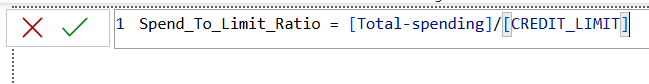 1 Spend_To_Limit_Ratio = [Total-spending]/[CREDIT_LIMIT]